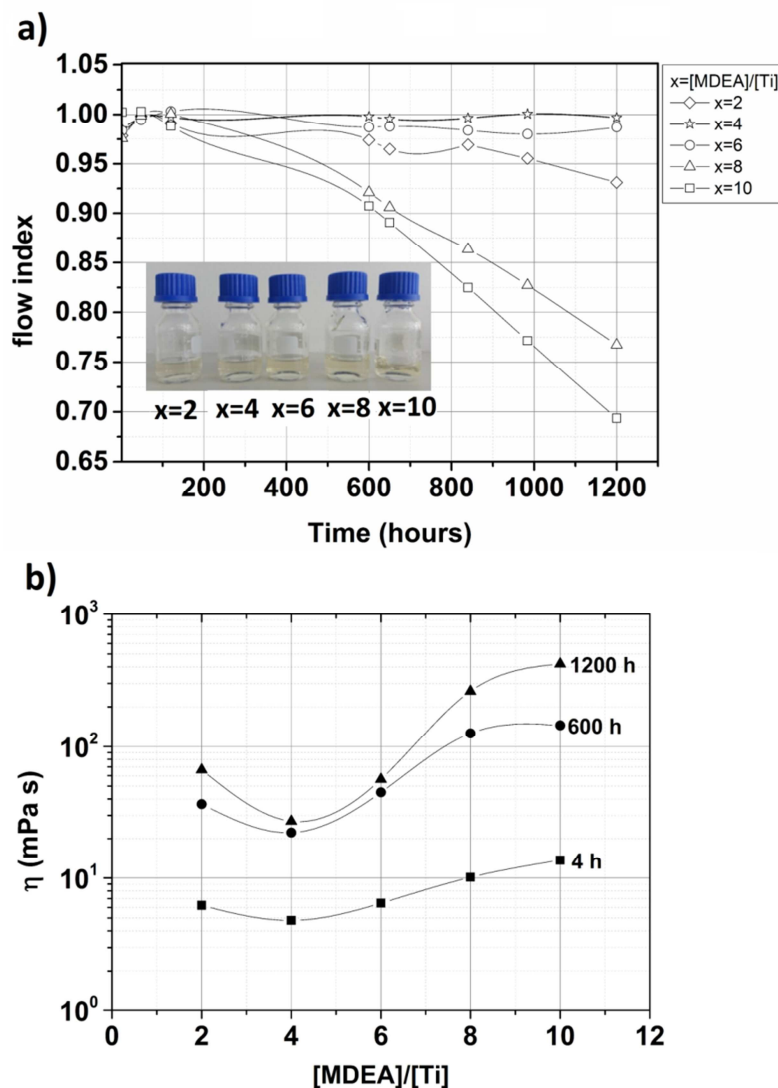 a)
1.05
1.00
0.95
0.90
0.85
0.80
0.75
0.70
0.65
flow index
x=[MDEA]/[Ti]
x=2
x=4
x=6
x=8
x=10
x=2 x=4 x=6 x=8 x=10
200 400 600 800 1000 1200
Time (hours)
b)
10³
10²
10¹
10⁰
η (mPa s)
1200 h
600 h
4 h
0 2 4 6 8 10 12
[MDEA]/[Ti]